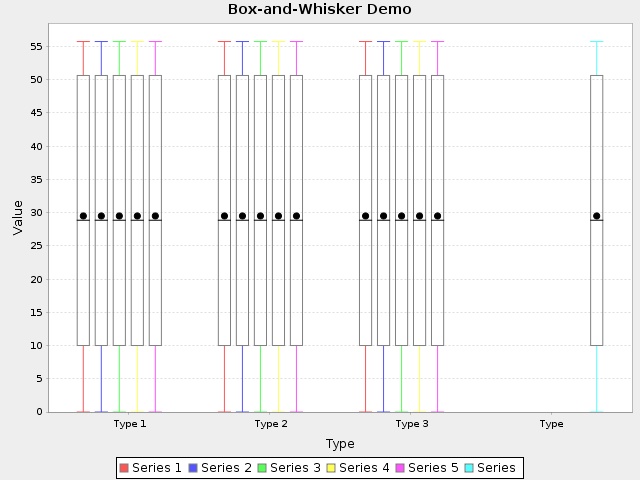 Box-and-Whisker Demo
55
50
45
40
35
30
25
20
15
10
5
0
Value
Type 1 Type 2 Type 3 Type
Type
Series 1 Series 2 Series 3 Series 4 Series 5 Series